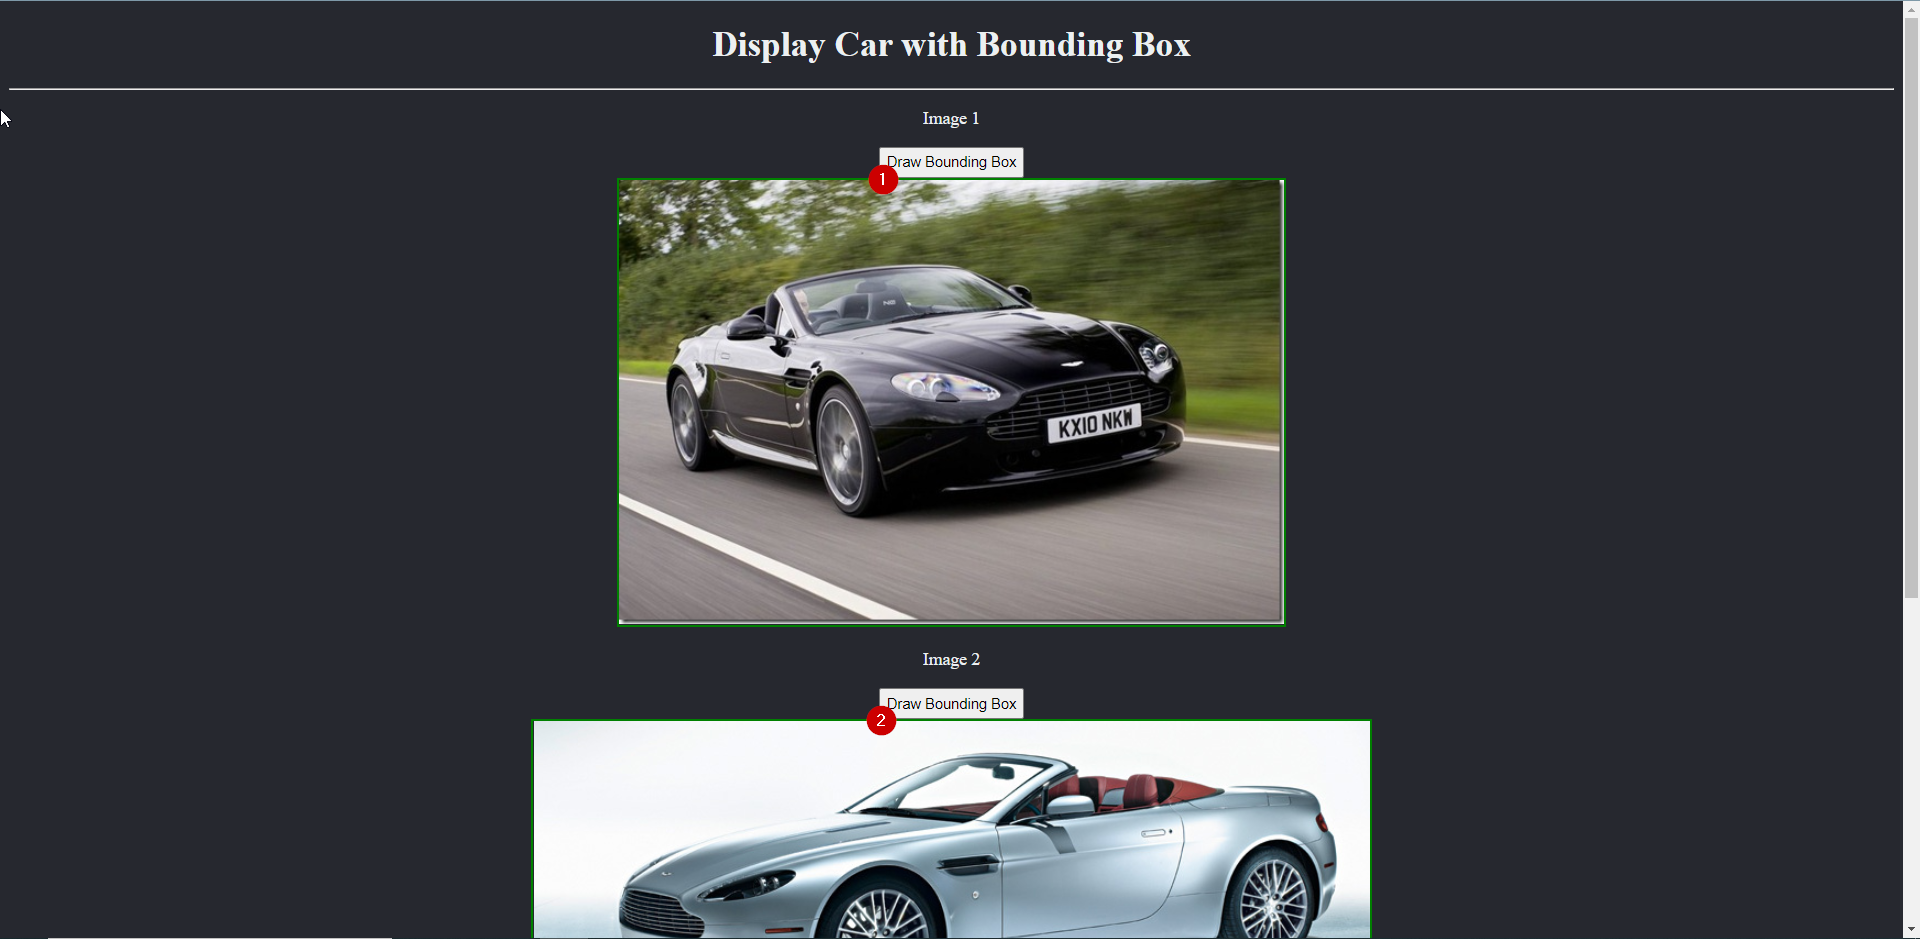 Display Car with Bounding Box
Image 1
Draw Bounding Box
1
KX10 NKW
Image 2
Draw Bounding Box
2